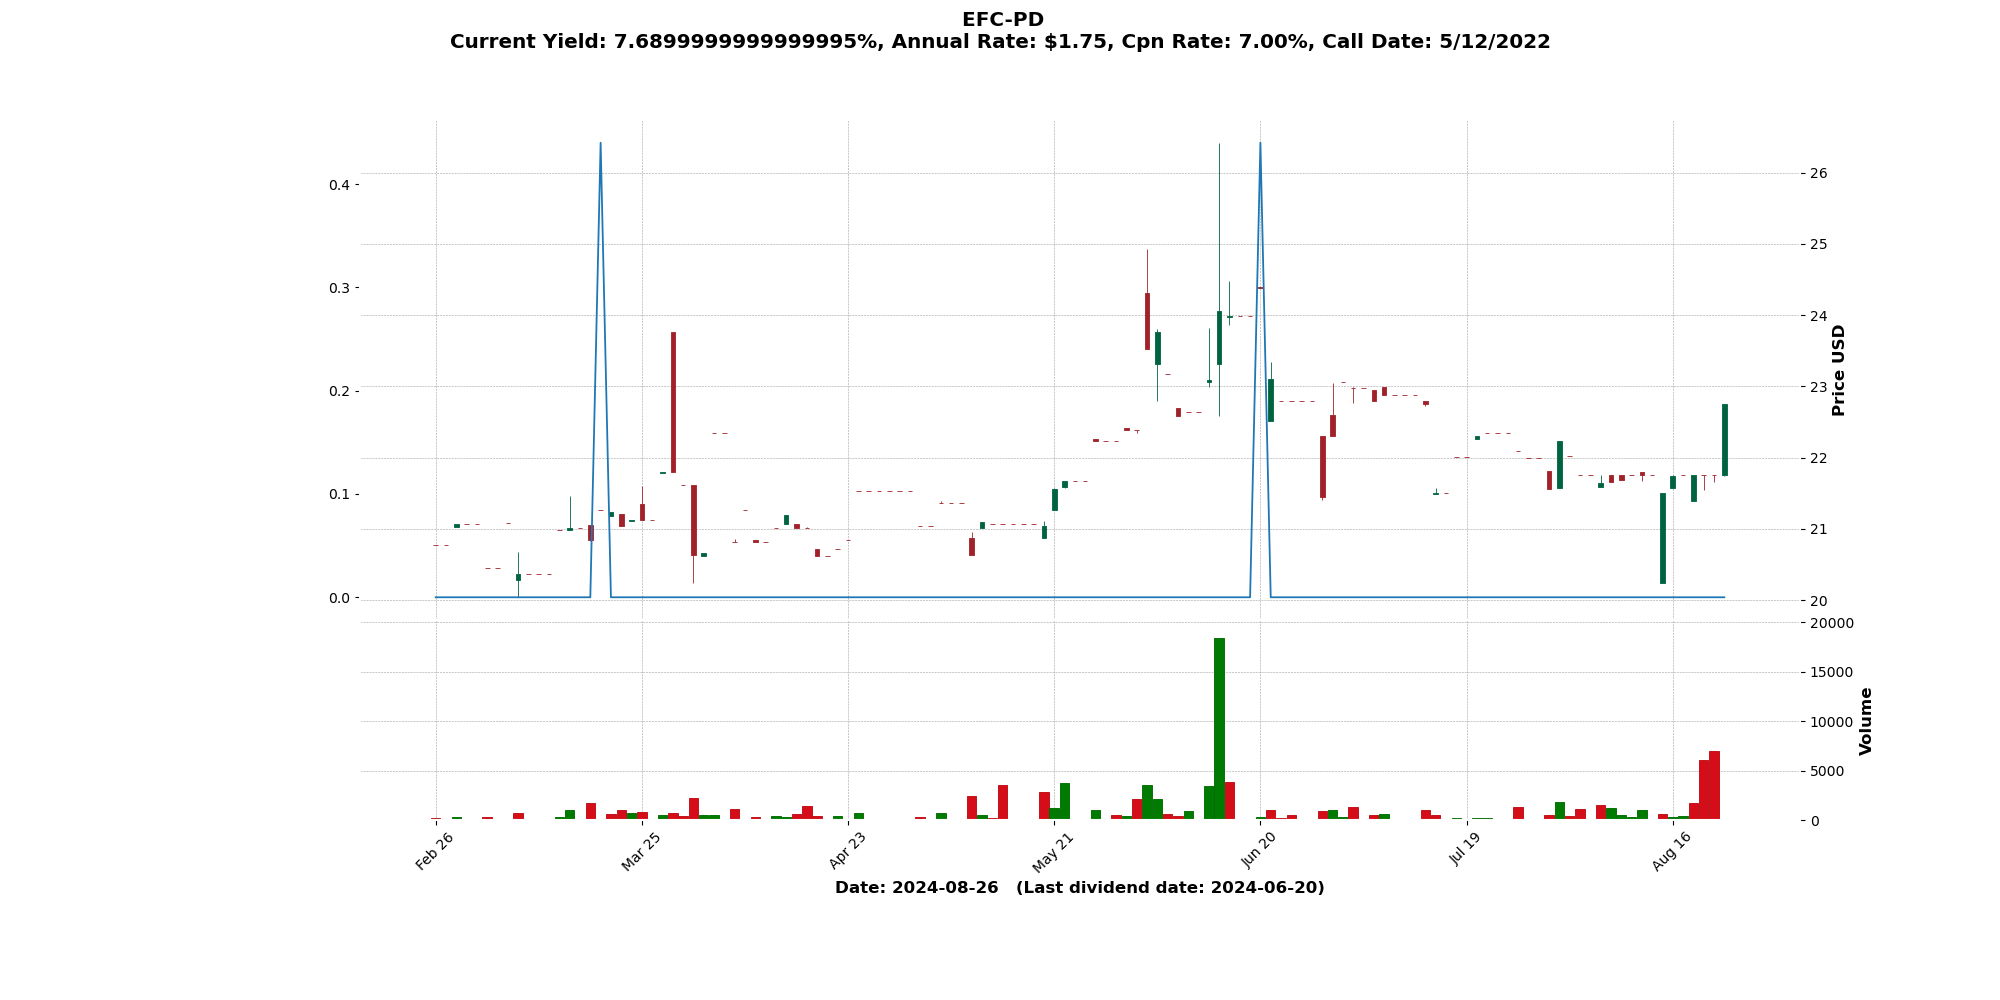 EFC-PD
Current Yield: 7.6899999999999995%, Annual Rate: $1.75, Cpn Rate: 7.00%, Call Date: 5/12/2022
0.4
0.3
0.2
0.1
0.0
26
25
24
23
22
21
20
Price USD
20000
15000
10000
5000
0
Volume
Feb 26
Mar 25
Apr 23
May 21
Jun 20
Jul 19
Aug 16
Date: 2024-08-26 (Last dividend date: 2024-06-20)